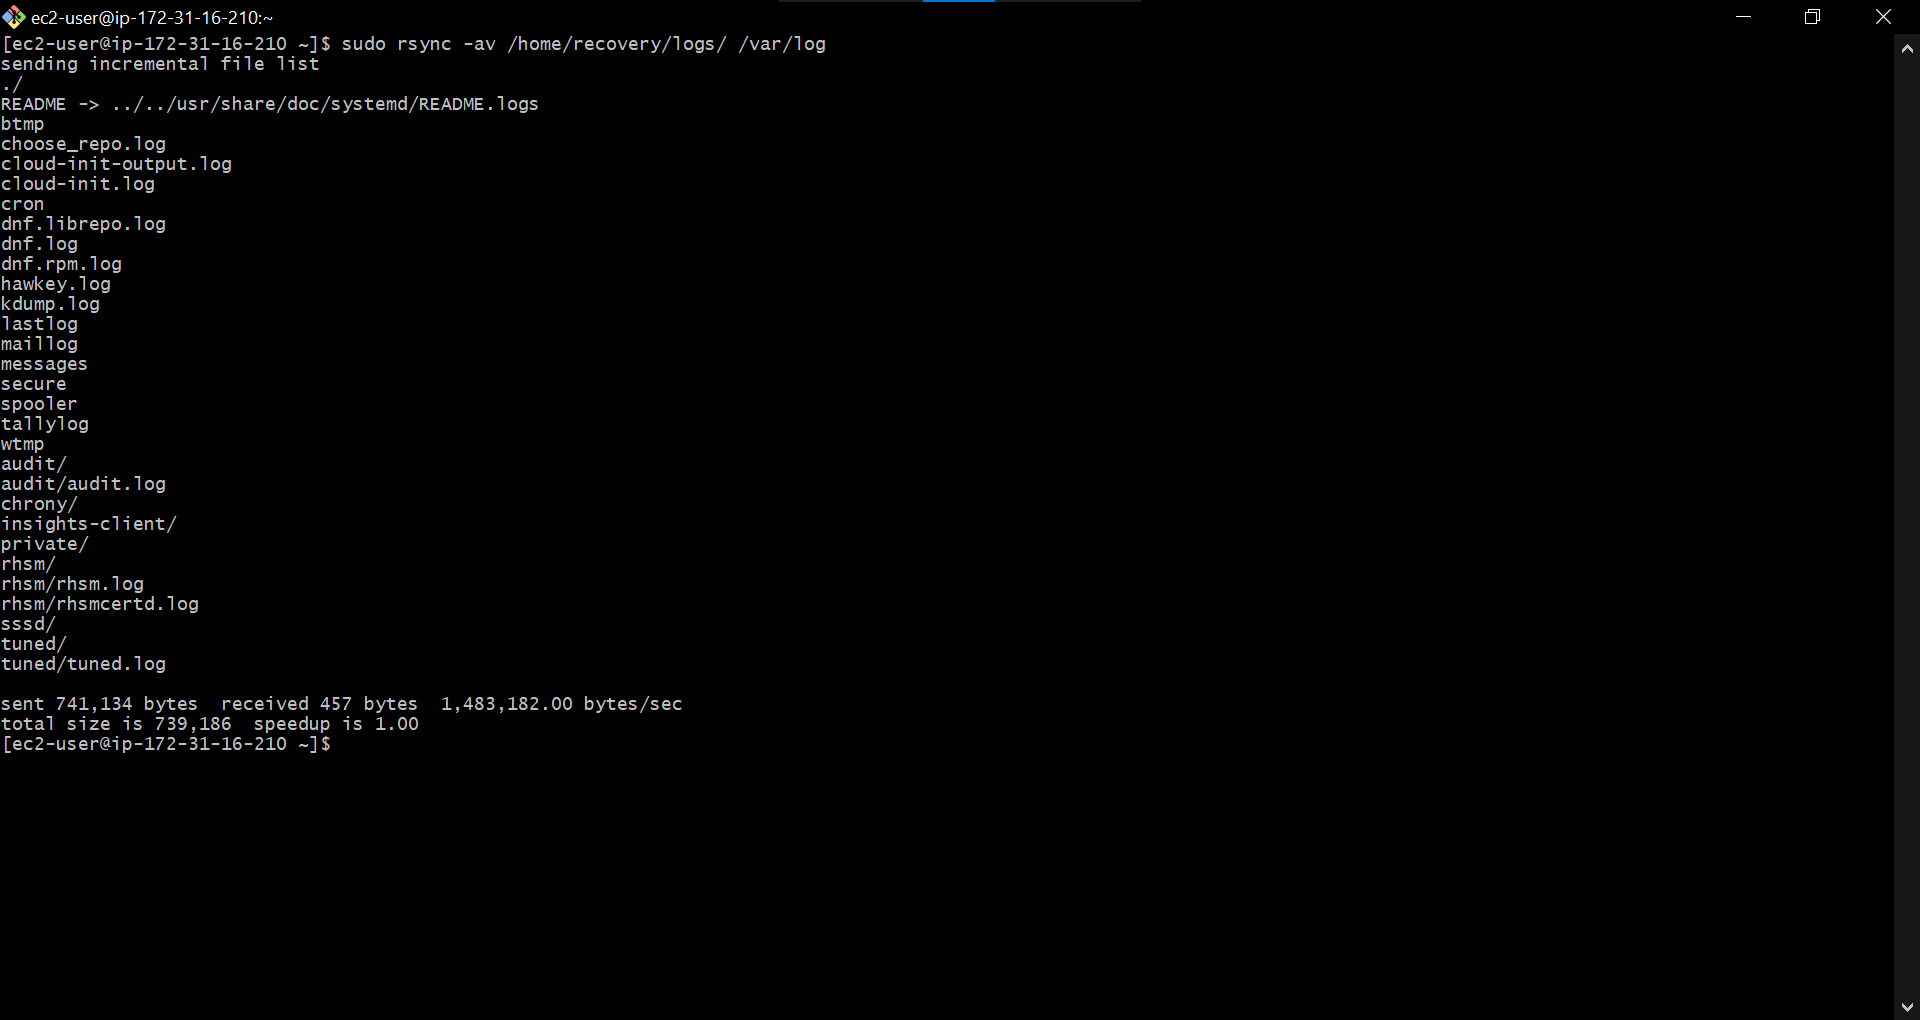 ec2-user@ip-172-31-16-210:~
[ec2-user@ip-172-31-16-210 ~]$ sudo rsync -av /home/recovery/logs/ /var/log
sending incremental file list
./
README -> ../../usr/share/doc/systemd/README.logs
btmp
choose_repo.log
cloud-init-output.log
cloud-init.log
cron
dnf.librepo.log
dnf.log
dnf.rpm.log
hawkey.log
kdump.log
lastlog
maillog
messages
secure
spooler
tallylog
wtmp
audit/
audit/audit.log
chrony/
insights-client/
private/
rhsm/
rhsm/rhsm.log
rhsm/rhsmcertd.log
sssd/
tuned/
tuned/tuned.log
sent 741,134 bytes  received 457 bytes  1,483,182.00 bytes/sec
total size is 739,186  speedup is 1.00
[ec2-user@ip-172-31-16-210 ~]$